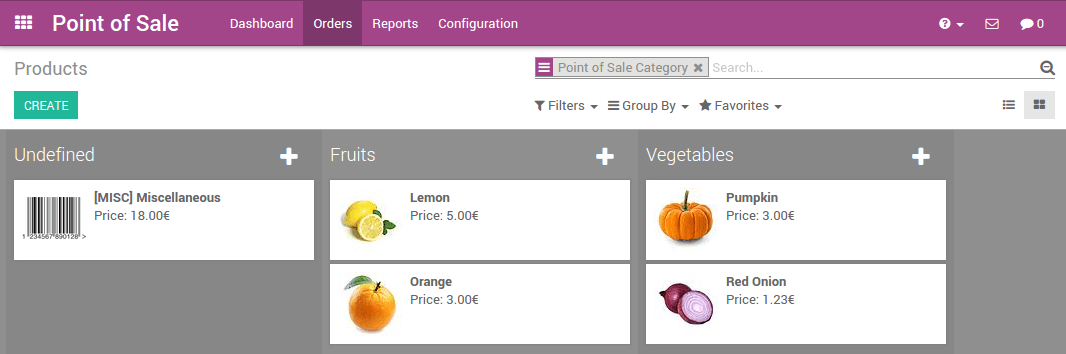 Point of Sale Dashboard Orders Reports Configuration 0
Products
Point of Sale Category Search...
CREATE
Filters Group By Favorites
Undefined
[MISC] Miscellaneous
Price: 18.00€
1 234567 890128 >
Fruits
Lemon
Price: 5.00€
Orange
Price: 3.00€
Vegetables
Pumpkin
Price: 3.00€
Red Onion
Price: 1.23€